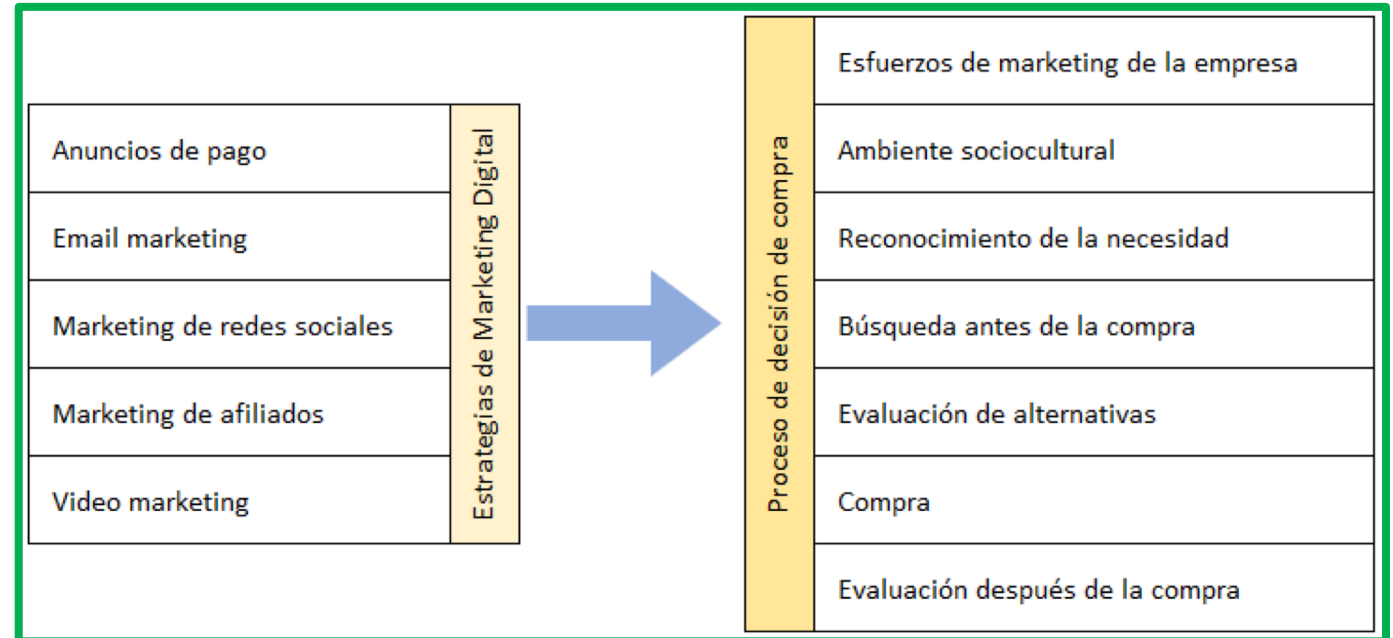 Anuncios de pago
Email marketing
Marketing de redes sociales
Marketing de afiliados
Video marketing
Estrategias de Marketing Digital
Proceso de decisión de compra
Esfuerzos de marketing de la empresa
Ambiente sociocultural
Reconocimiento de la necesidad
Búsqueda antes de la compra
Evaluación de alternativas
Compra
Evaluación después de la compra